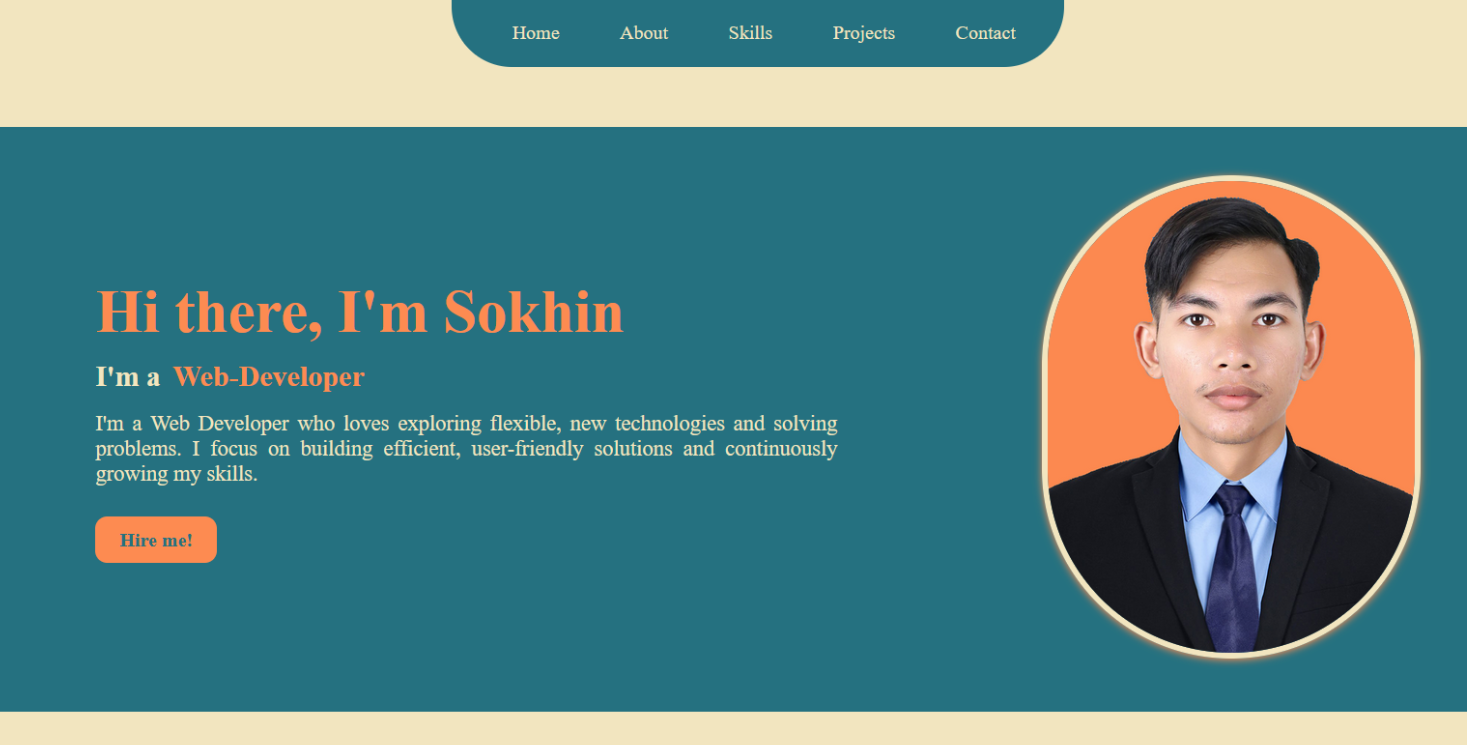 Home About Skills Projects Contact
Hi there, I'm Sokhin
I'm a Web-Developer
I'm a Web Developer who loves exploring flexible, new technologies and solving
problems. I focus on building efficient, user-friendly solutions and continuously
growing my skills.
Hire me!